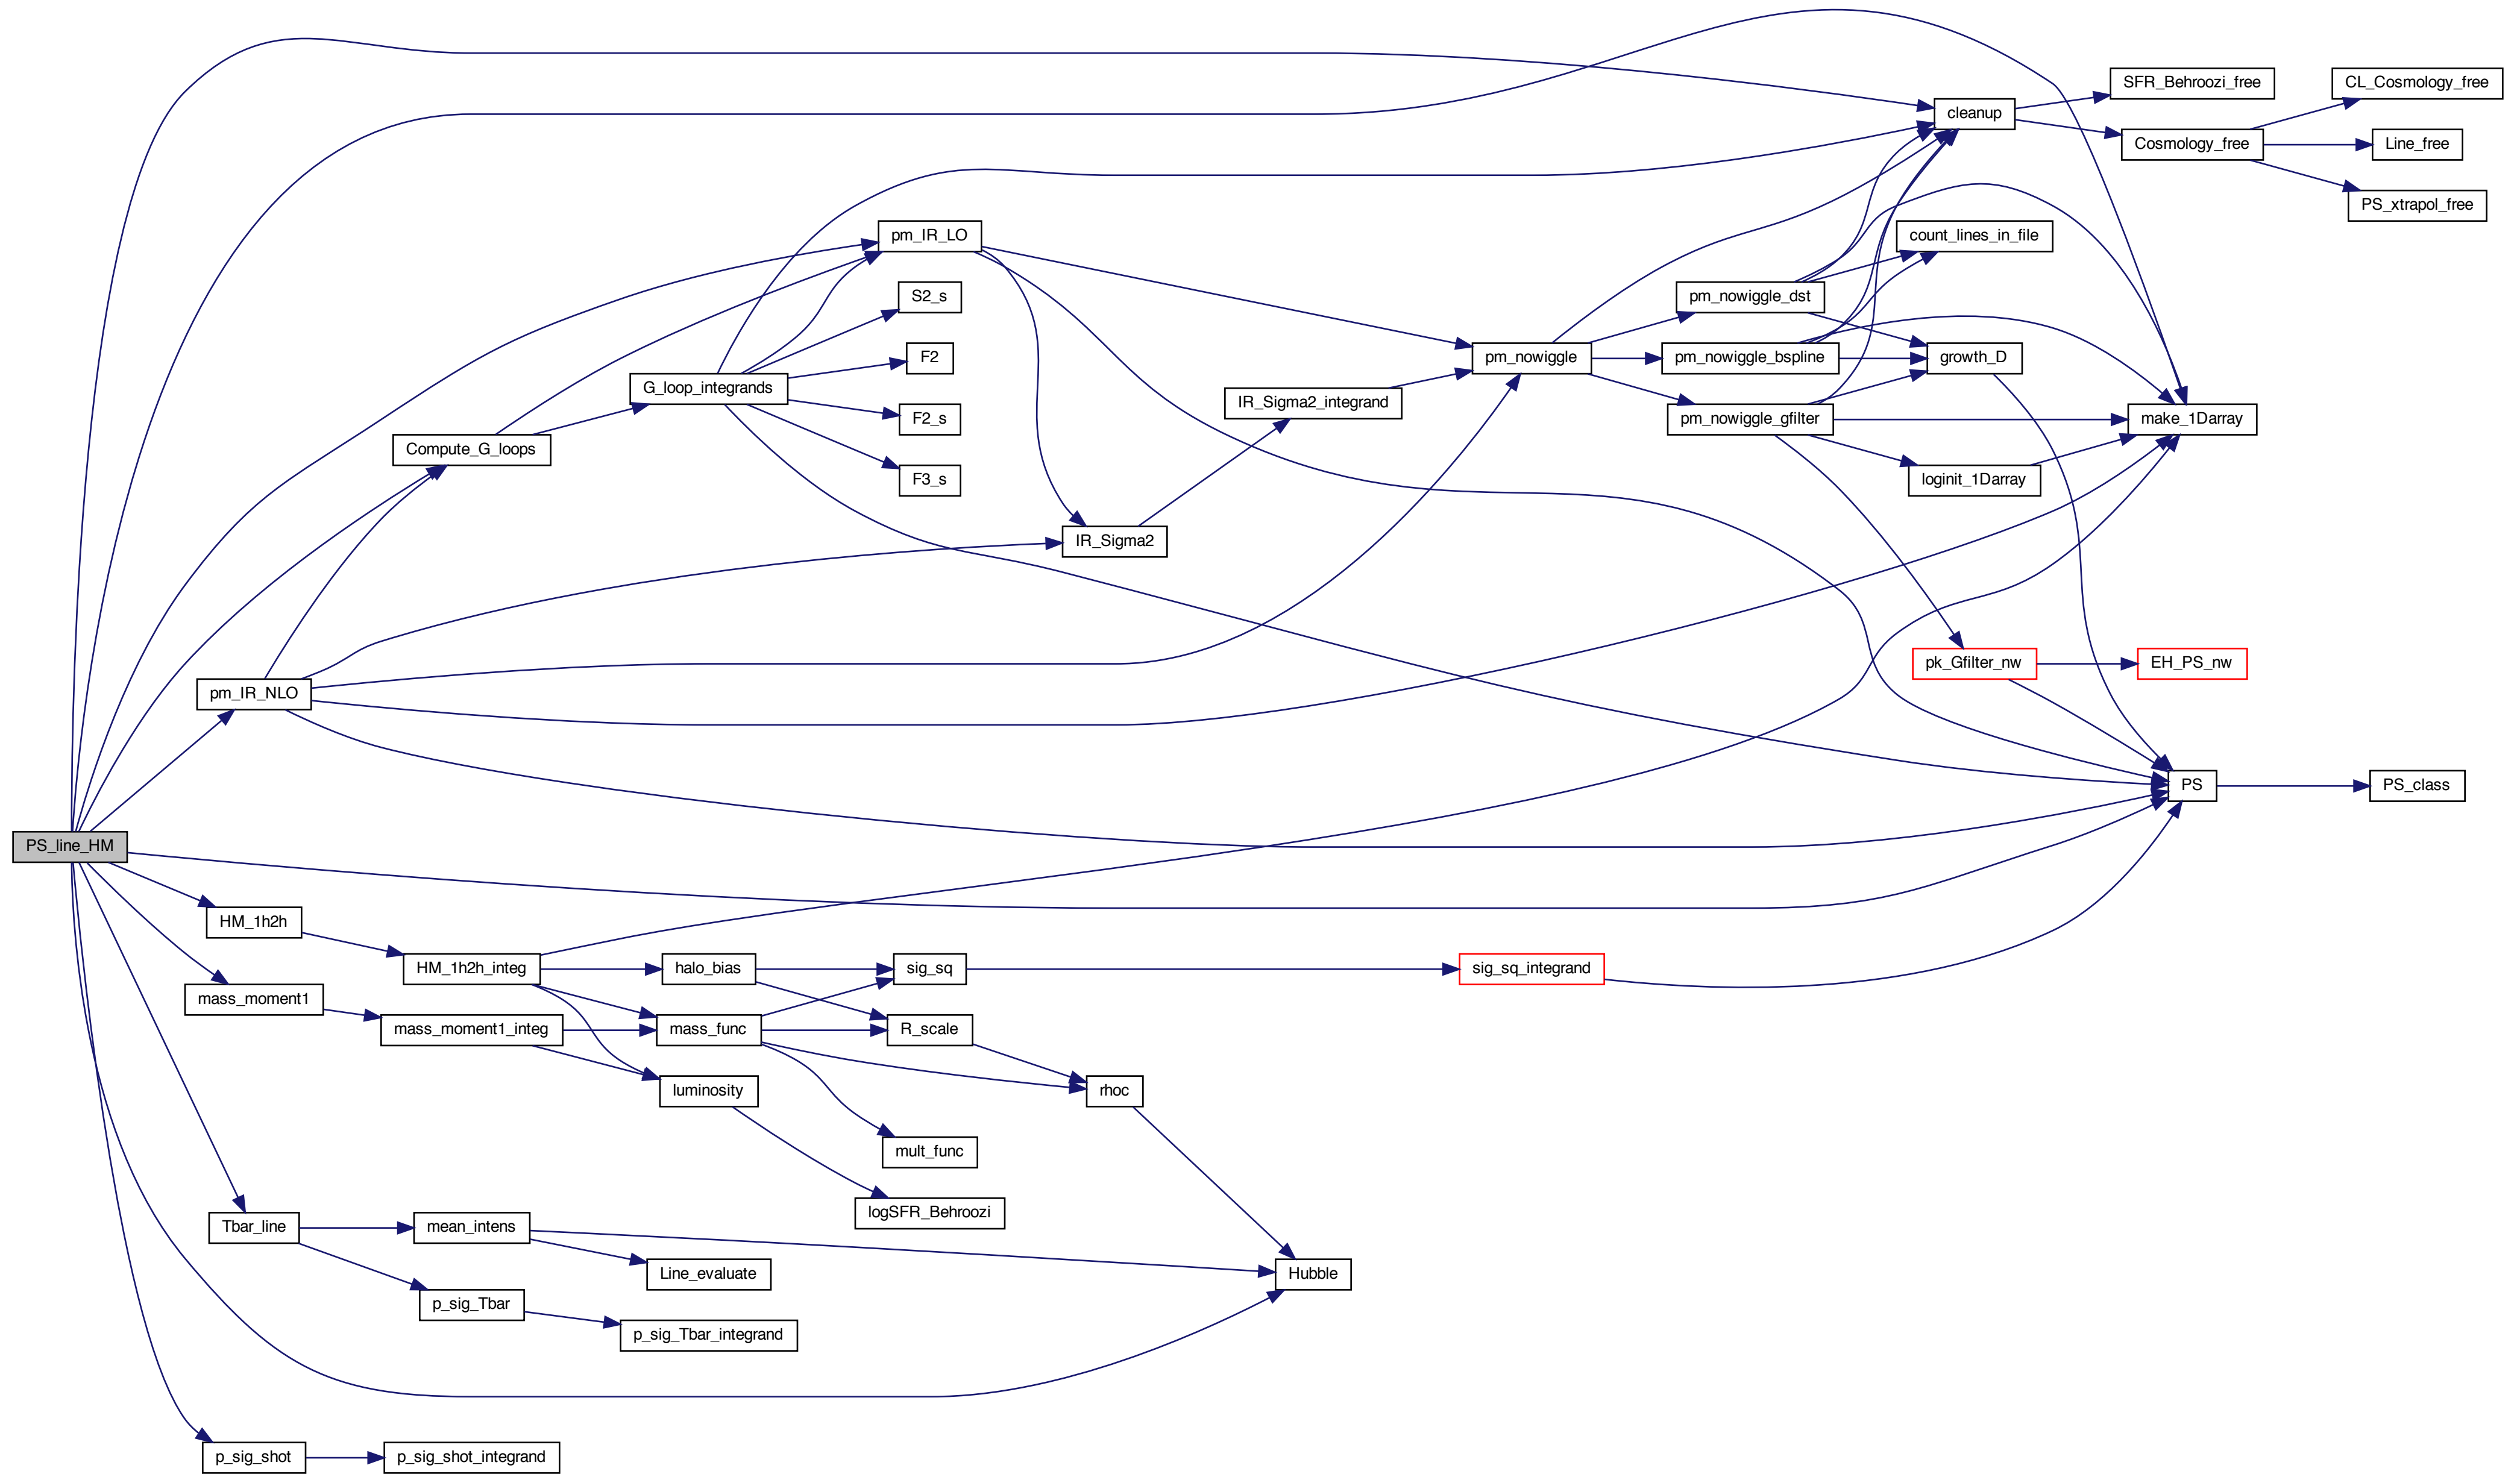 SFR_Behroozi_free
CL_Cosmology_free
cleanup
Cosmology_free
Line_free
PS_xtrapol_free
pm_IR_LO
count_lines_in_file
S2_s
pm_nowiggle_dst
F2
pm_nowiggle
pm_nowiggle_bspline
growth_D
G_loop_integrands
IR_Sigma2_integrand
F2_s
pm_nowiggle_gfilter
make_1Darray
Compute_G_loops
F3_s
loginit_1Darray
IR_Sigma2
pk_Gfilter_nw
EH_PS_nw
pm_IR_NLO
PS
PS_class
PS_line_HM
HM_1h2h
HM_1h2h_integ
halo_bias
sig_sq
sig_sq_integrand
mass_moment1
mass_moment1_integ
mass_func
R_scale
luminosity
rhoc
mult_func
logSFR_Behroozi
Tbar_line
mean_intens
Line_evaluate
Hubble
p_sig_Tbar
p_sig_Tbar_integrand
p_sig_shot
p_sig_shot_integrand